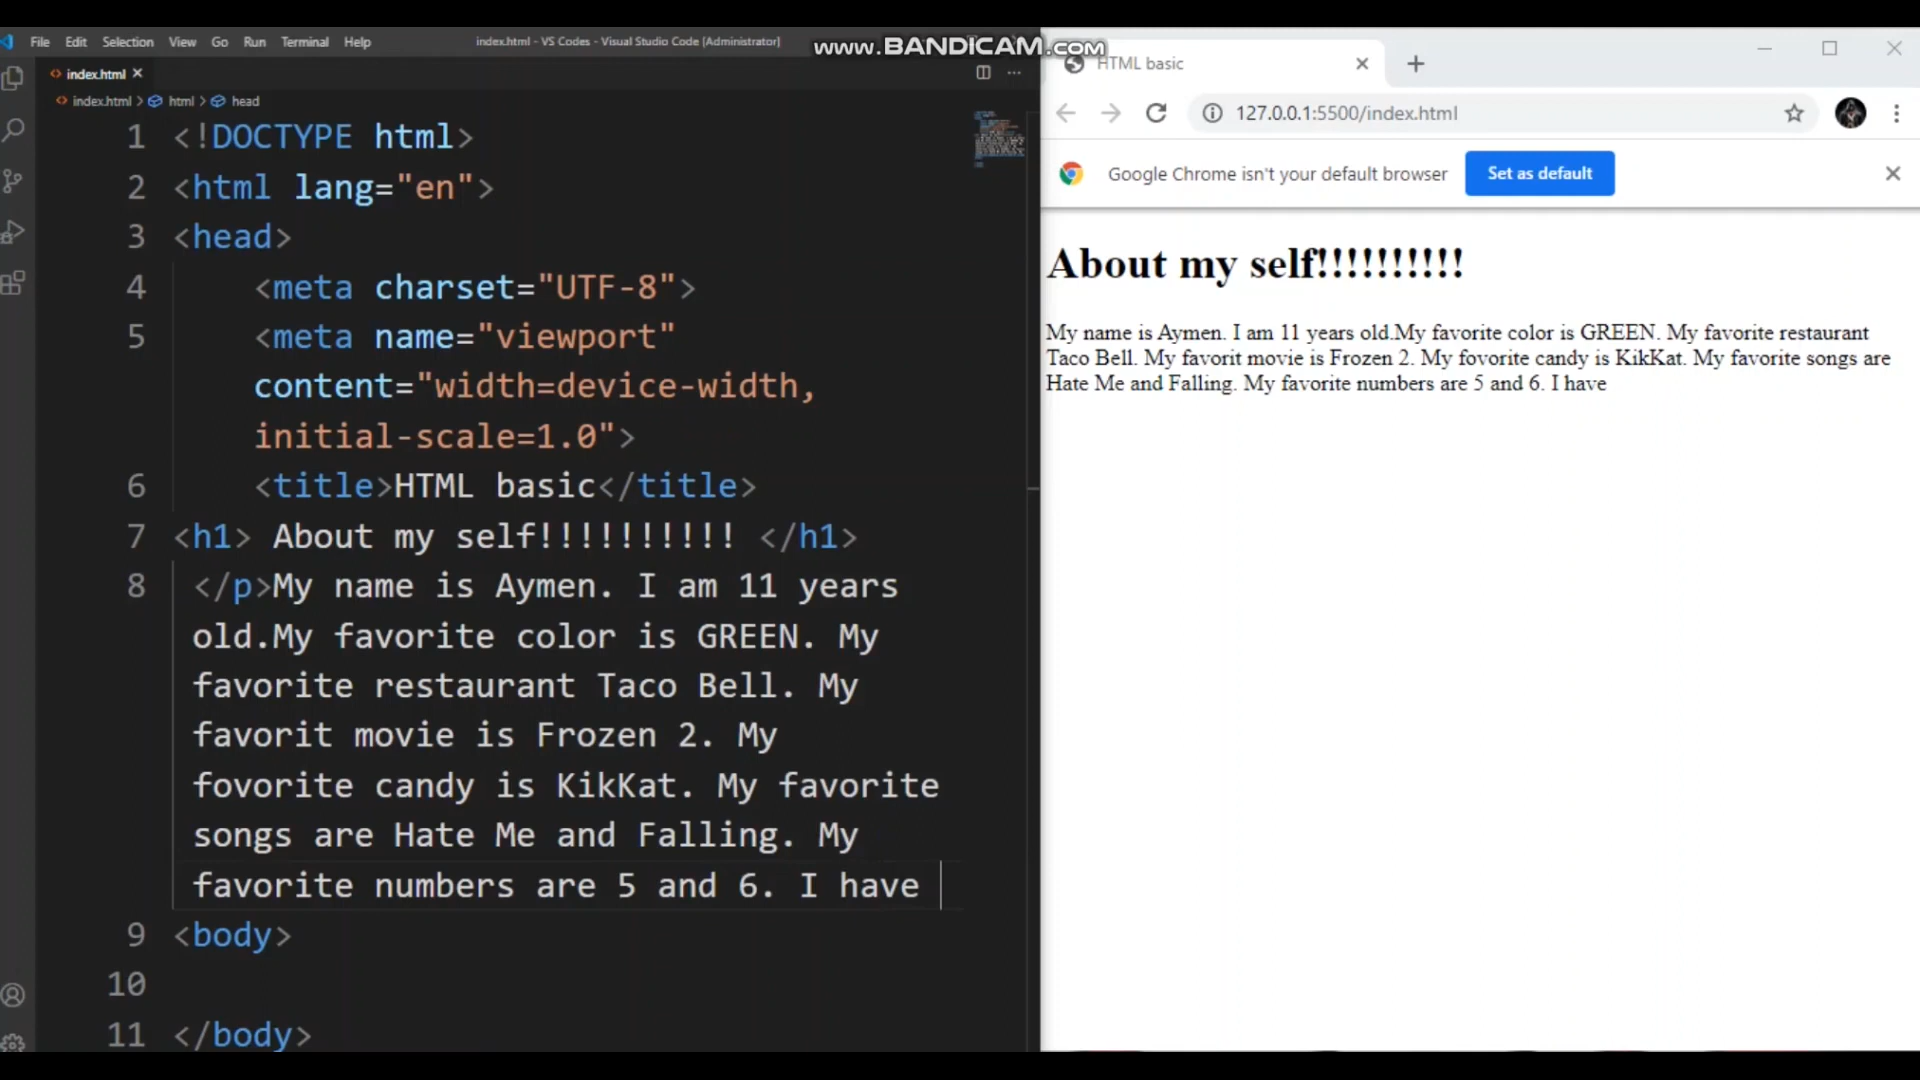 File Edit Selection View Go Run Terminal Help
index.html - VS Codes - Visual Studio Code [Administrator]
www.BANDICAM.com
index.html
index.html > html > head
1 <!DOCTYPE html>
2 <html lang="en">
3 <head>
4 <meta charset="UTF-8">
5 <meta name="viewport"
content="width=device-width,
initial-scale=1.0">
6 <title>HTML basic</title>
7 <h1> About my self!!!!!!!!!! </h1>
8 </p>My name is Aymen. I am 11 years
old.My favorite color is GREEN. My
favorite restaurant Taco Bell. My
favorit movie is Frozen 2. My
fovorite candy is KikKat. My favorite
songs are Hate Me and Falling. My
favorite numbers are 5 and 6. I have
9 <body>
10
11 </body>
HTML basic
127.0.0.1:5500/index.html
Google Chrome isn't your default browser Set as default
About my self!!!!!!!!!!
My name is Aymen. I am 11 years old.My favorite color is GREEN. My favorite restaurant
Taco Bell. My favorit movie is Frozen 2. My fovorite candy is KikKat. My favorite songs are
Hate Me and Falling. My favorite numbers are 5 and 6. I have